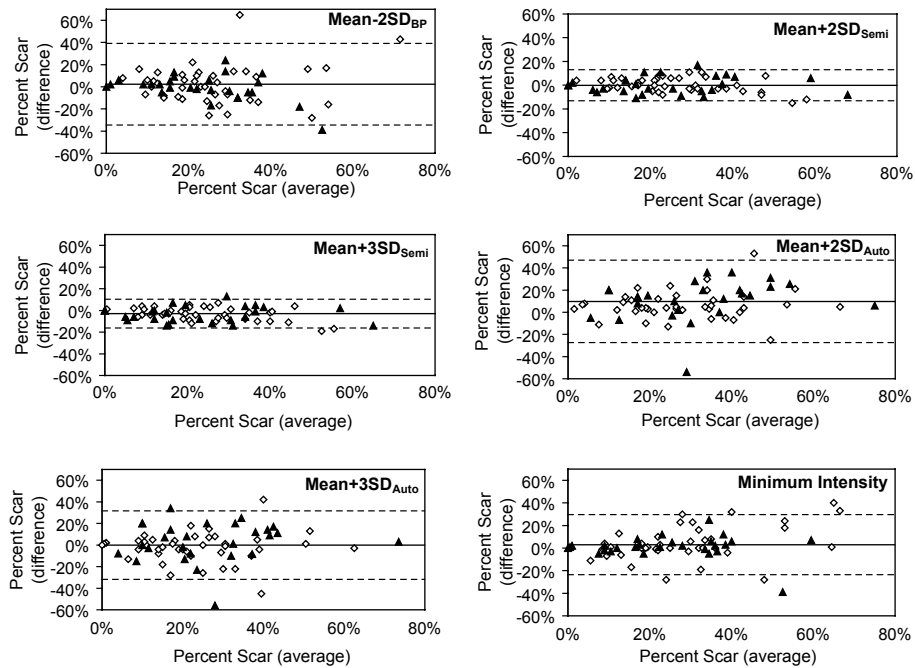 Mean-2SD_BP
Percent Scar
(difference)
60%
40%
20%
0%
-20%
-40%
-60%
0% 20% 40% 60% 80%
Percent Scar (average)
Mean+2SD_Semi
Percent Scar
(difference)
60%
40%
20%
0%
-20%
-40%
-60%
0% 20% 40% 60% 80%
Percent Scar (average)
Mean+3SD_Semi
Percent Scar
(difference)
60%
40%
20%
0%
-20%
-40%
-60%
0% 20% 40% 60% 80%
Percent Scar (average)
Mean+2SD_Auto
Percent Scar
(difference)
60%
40%
20%
0%
-20%
-40%
-60%
0% 20% 40% 60% 80%
Percent Scar (average)
Mean+3SD_Auto
Percent Scar
(difference)
60%
40%
20%
0%
-20%
-40%
-60%
0% 20% 40% 60% 80%
Percent Scar (average)
Minimum Intensity
Percent Scar
(difference)
60%
40%
20%
0%
-20%
-40%
-60%
0% 20% 40% 60% 80%
Percent Scar (average)